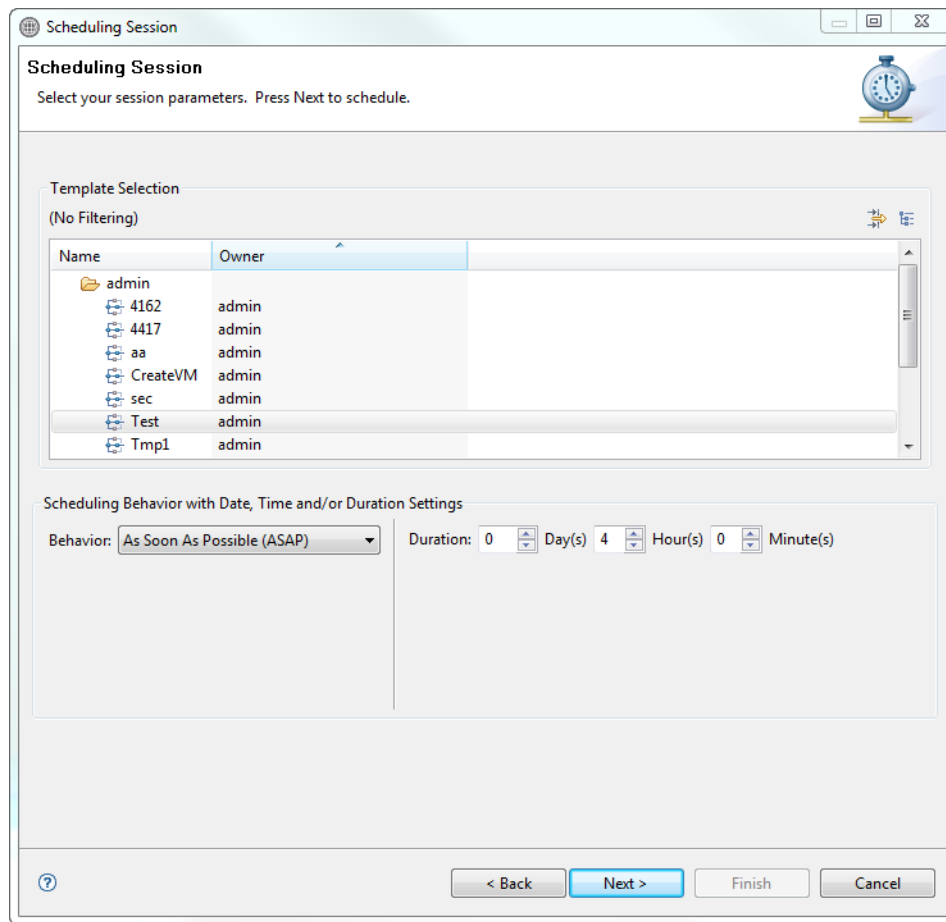 Scheduling Session
Scheduling Session
Select your session parameters.  Press Next to schedule.
Template Selection
(No Filtering)
Name Owner
admin
4162 admin
4417 admin
aa admin
CreateVM admin
sec admin
Test admin
Tmp1 admin
Scheduling Behavior with Date, Time and/or Duration Settings
Behavior: As Soon As Possible (ASAP) Duration: 0 Day(s) 4 Hour(s) 0 Minute(s)
? < Back Next > Finish Cancel